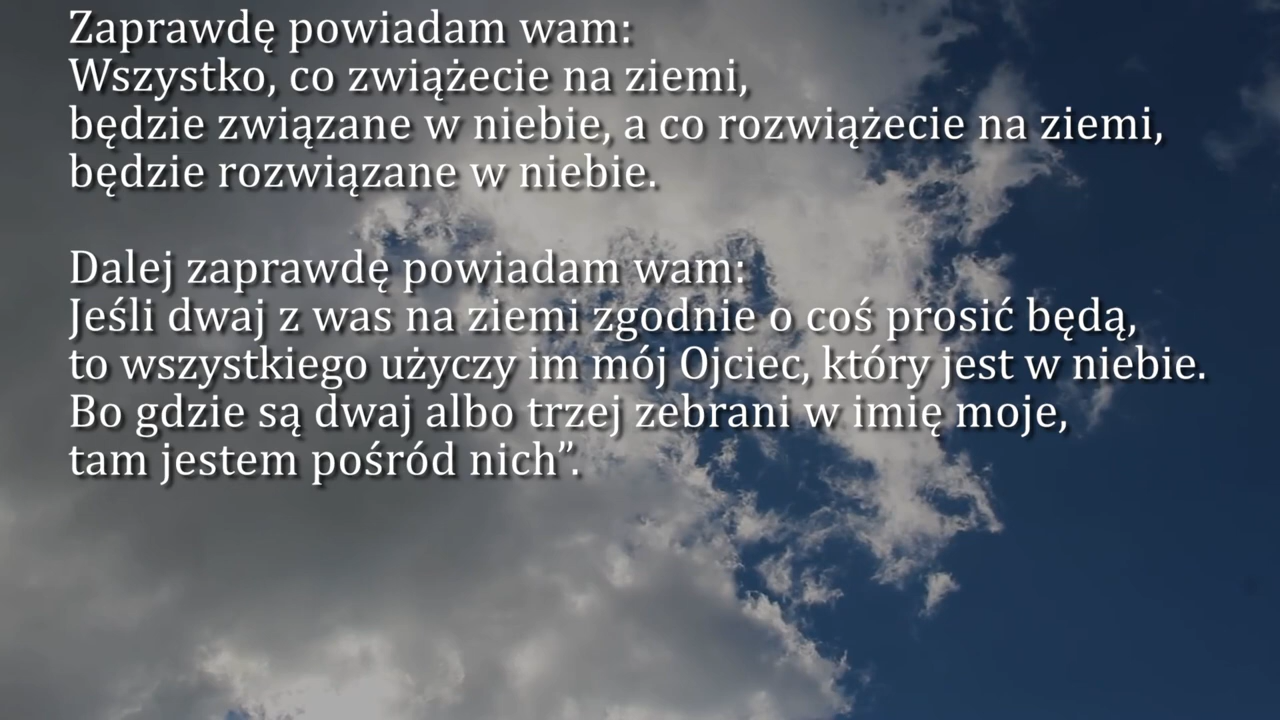 Zaprawdę powiadam wam:
Wszystko, co zwiążecie na ziemi,
będzie związane w niebie, a co rozwiążecie na ziemi,
będzie rozwiązane w niebie.
Dalej zaprawdę powiadam wam:
Jeśli dwaj z was na ziemi zgodnie o coś prosić będą,
to wszystkiego użyczy im mój Ojciec, który jest w niebie.
Bo gdzie są dwaj albo trzej zebrani w imię moje,
tam jestem pośród nich”.